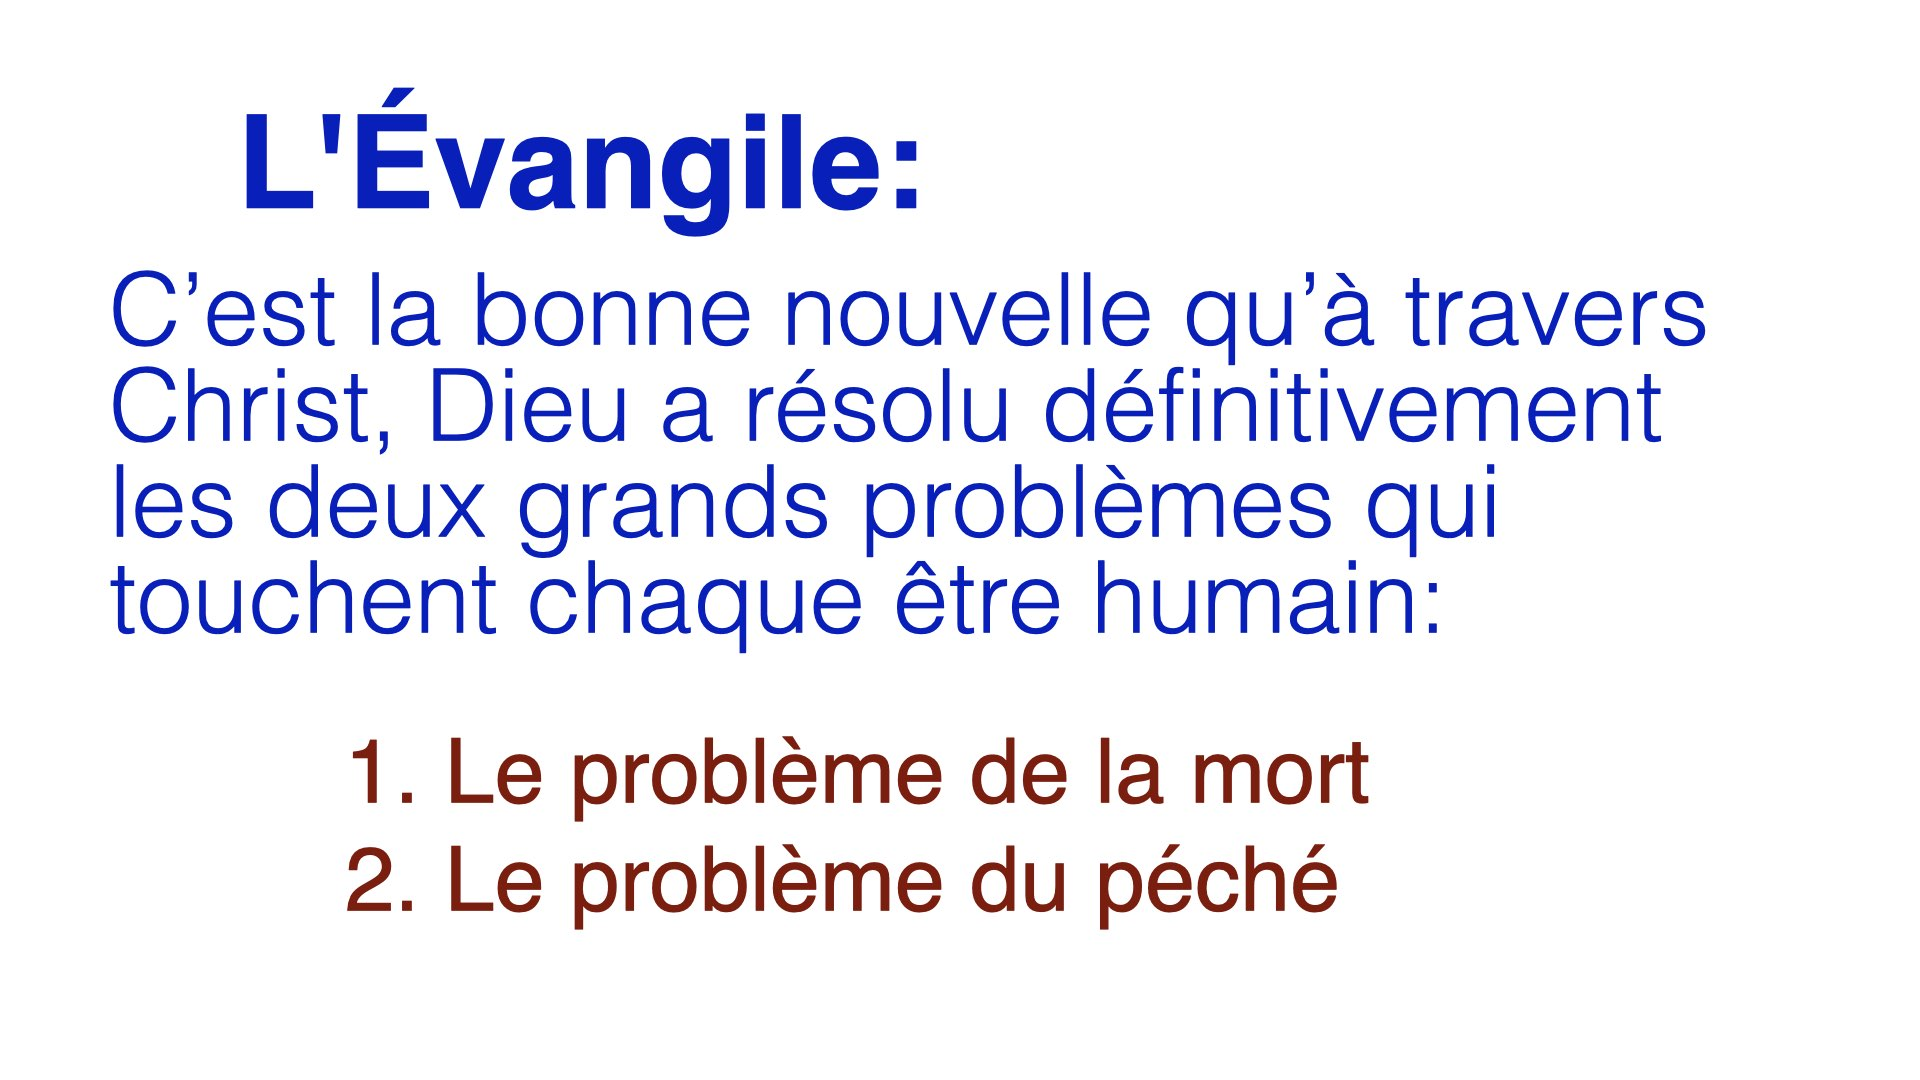 L'Évangile:
C’est la bonne nouvelle qu’à travers
Christ, Dieu a résolu définitivement
les deux grands problèmes qui
touchent chaque être humain:
1. Le problème de la mort
2. Le problème du péché